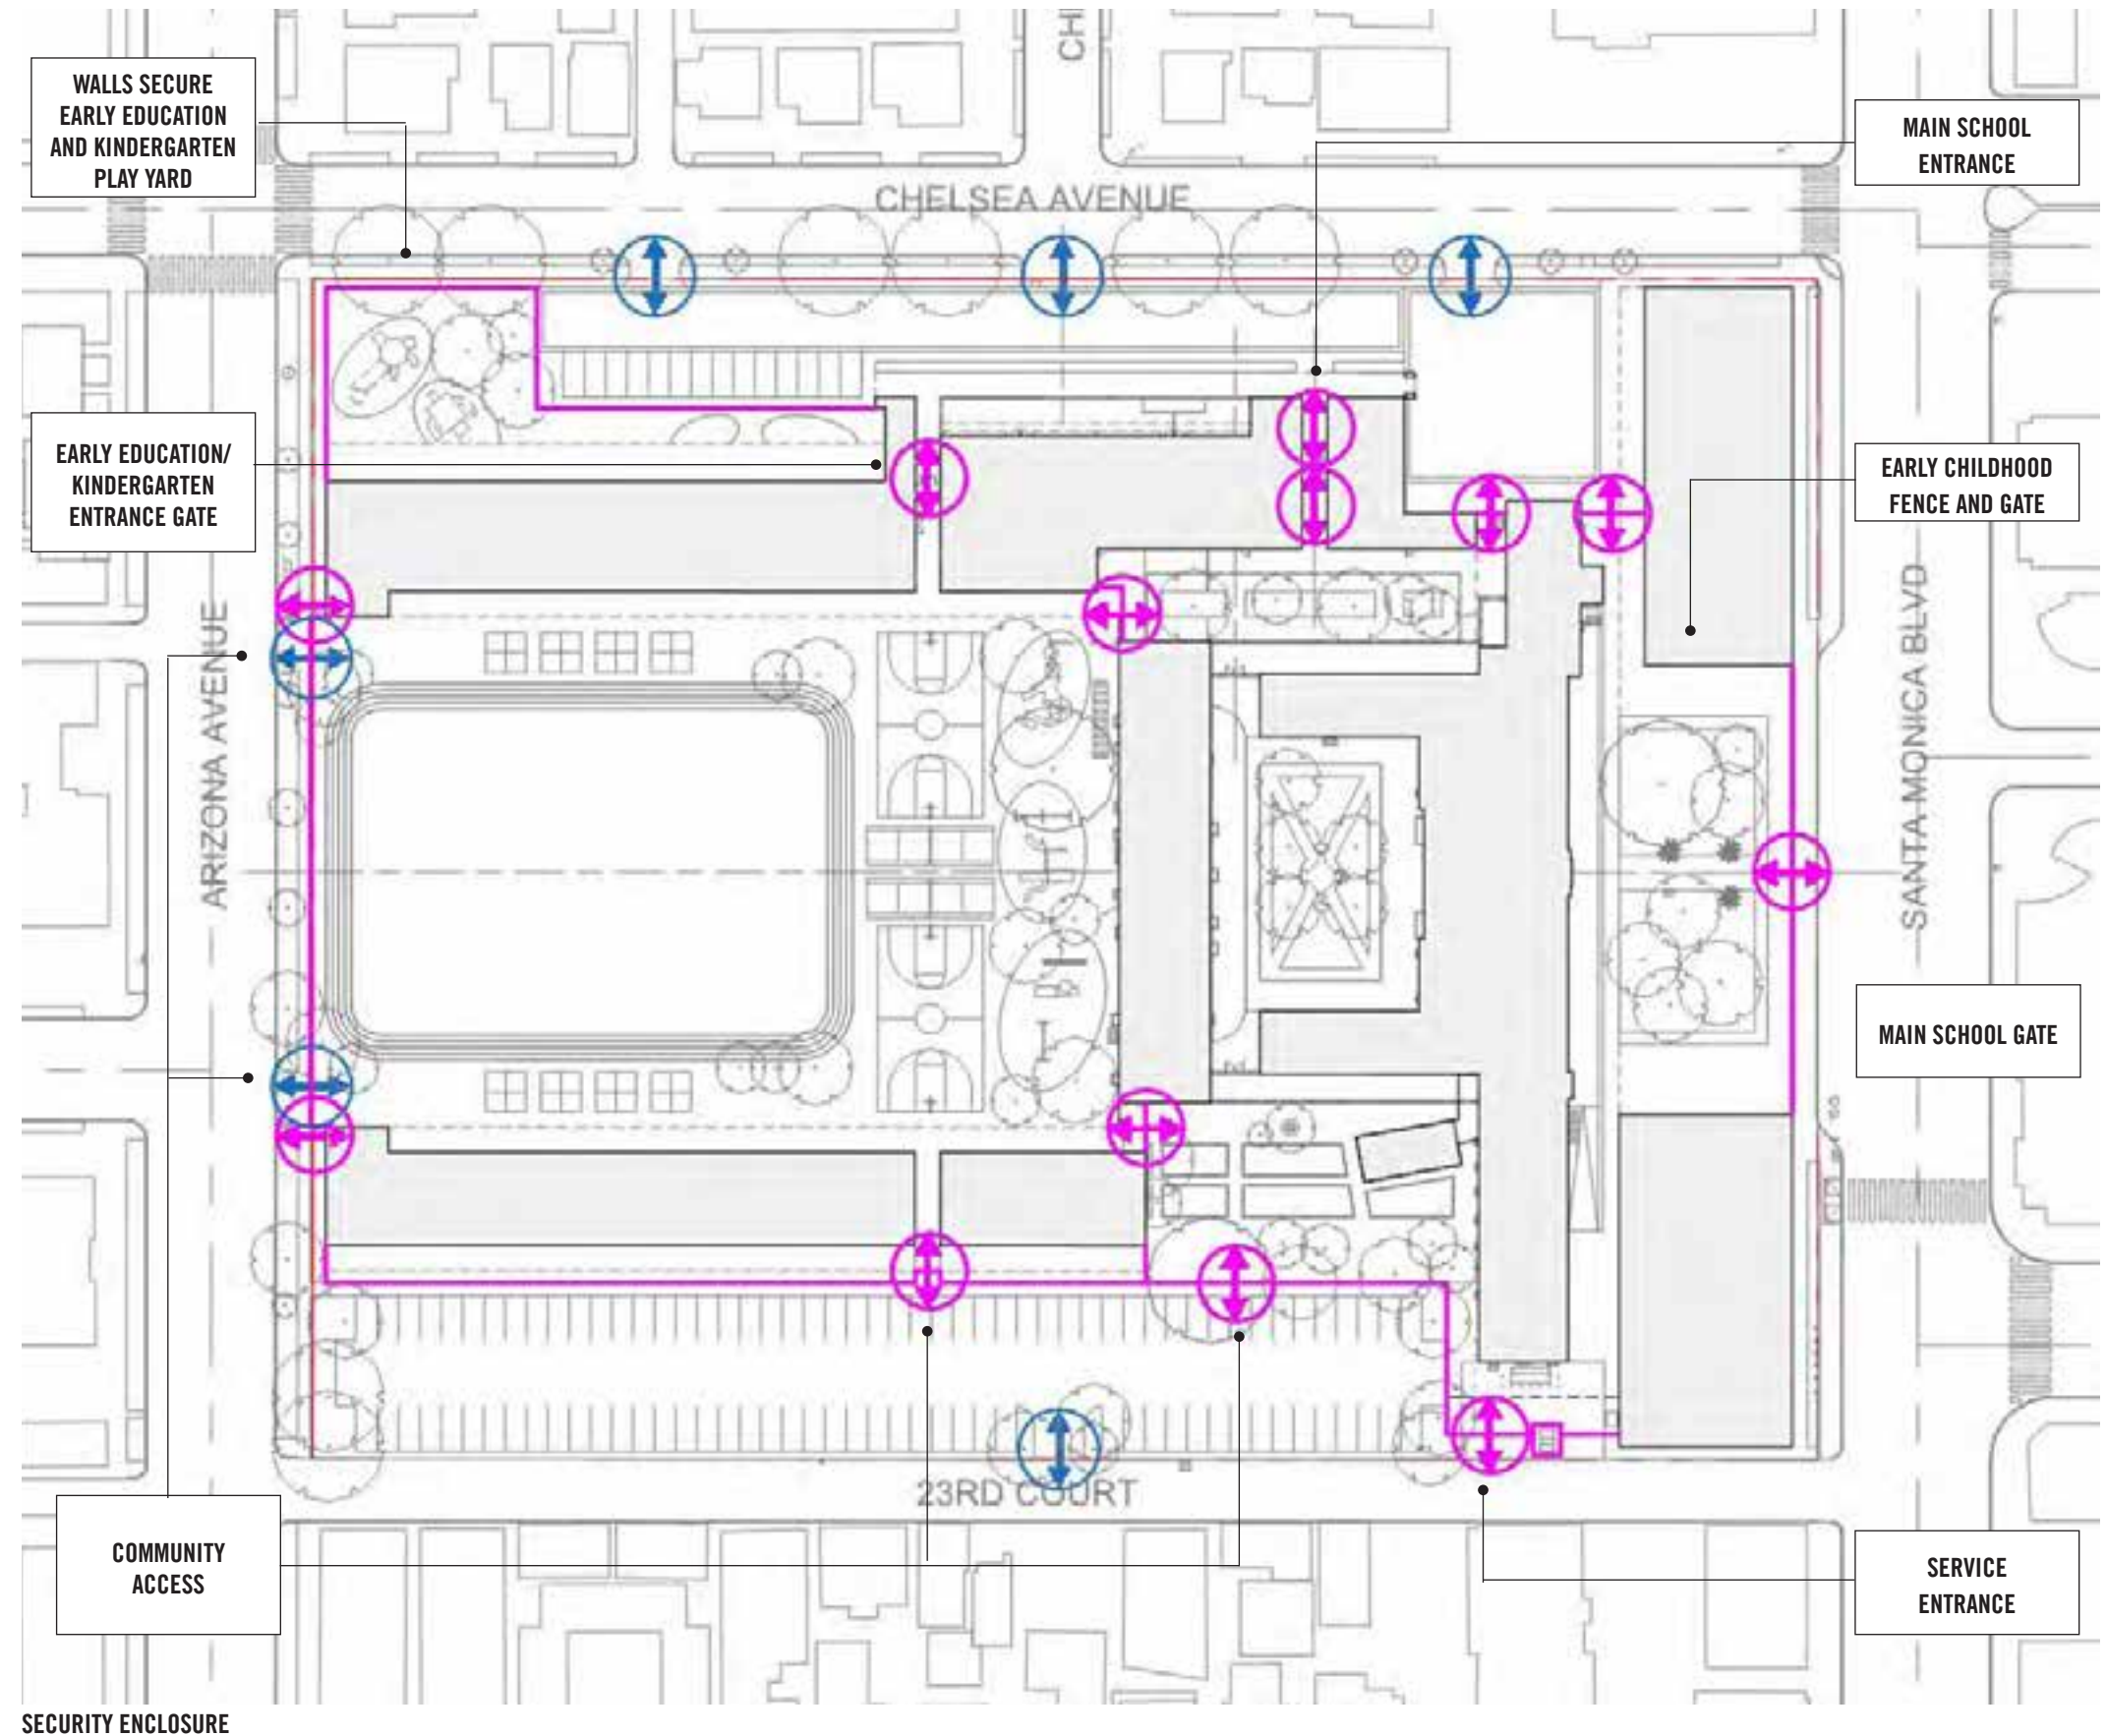 CH
WALLS SECURE
EARLY EDUCATION
AND KINDERGARTEN
PLAY YARD
MAIN SCHOOL
ENTRANCE
CHELSEA AVENUE
EARLY EDUCATION/
KINDERGARTEN
ENTRANCE GATE
EARLY CHILDHOOD
FENCE AND GATE
ARIZONA AVENUE
SANTA MONICA BLVD
MAIN SCHOOL GATE
23RD COURT
COMMUNITY
ACCESS
SERVICE
ENTRANCE
SECURITY ENCLOSURE